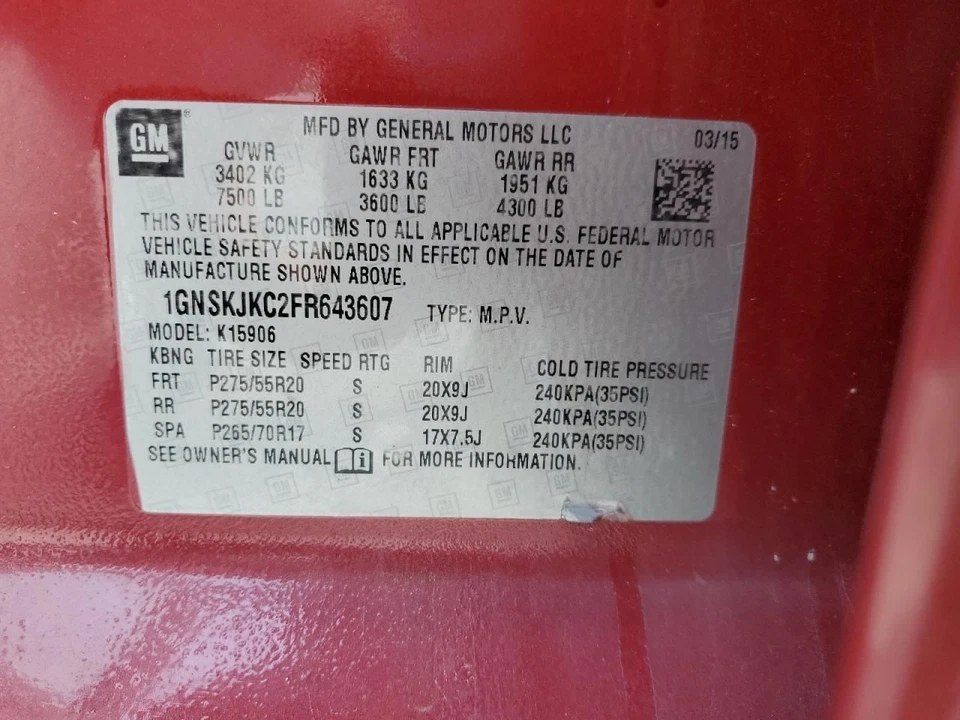 GM
MFD BY GENERAL MOTORS LLC 03/15
GVWR GAWR FRT GAWR RR
3402 KG 1633 KG 1951 KG
7500 LB 3600 LB 4300 LB
THIS VEHICLE CONFORMS TO ALL APPLICABLE U.S. FEDERAL MOTOR
VEHICLE SAFETY STANDARDS IN EFFECT ON THE DATE OF
MANUFACTURE SHOWN ABOVE.
1GNSKJKC2FR643607 TYPE: M.P.V.
MODEL: K15906
KBNG TIRE SIZE SPEED RTG RIM COLD TIRE PRESSURE
FRT P275/55R20 S 20X9J 240KPA(35PSI)
RR P275/55R20 S 20X9J 240KPA(35PSI)
SPA P265/70R17 S 17X7.5J 240KPA(35PSI)
SEE OWNER'S MANUAL FOR MORE INFORMATION.